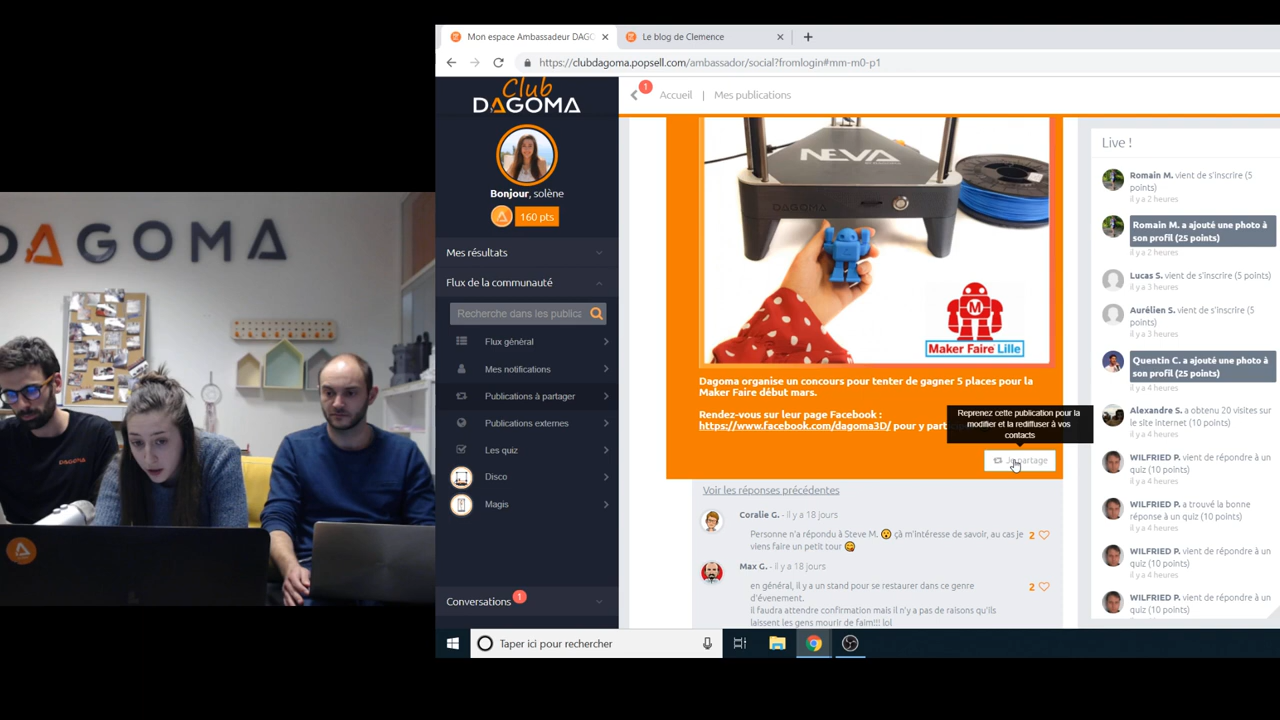 DAGOMA
dagoma
Mon espace Ambassadeur DAGO
Le blog de Clemence
https://clubdagoma.popsell.com/ambassador/social?fromlogin#mm-m0-p1
Club
DAGOMA
1
Accueil | Mes publications
Bonjour, solène
160 pts
Mes résultats
Flux de la communauté
Recherche dans les publica
Flux général
Mes notifications
Publications à partager
Publications externes
Les quiz
Disco
Magis
Conversations 1
NEVA
DAGOMA
M
Maker Faire Lille
Dagoma organise un concours pour tenter de gagner 5 places pour la
Maker Faire début mars.
Rendez-vous sur leur page Facebook :
https://www.facebook.com/dagoma3D/ pour y parti
Reprenez cette publication pour la
modifier et la rediffuser à vos
contacts
Je partage
Voir les réponses précédentes
Coralie G. - il y a 18 jours
Personne n'a répondu à Steve M. 😮 çà m'intéresse de savoir, au cas je
viens faire un petit tour 😋
2
Max G. - il y a 18 jours
en général, il y a un stand pour se restaurer dans ce genre
d'évenement.
il faudra attendre confirmation mais il n'y a pas de raisons qu'ils
laissent les gens mourir de faim!!! lol
2
Live !
Romain M. vient de s'inscrire (5
points)
il y a 2 heures
Romain M. a ajouté une photo à
son profil (25 points)
il y a 2 heures
Lucas S. vient de s'inscrire (5 points)
il y a 3 heures
Aurélien S. vient de s'inscrire (5
points)
il y a 3 heures
Quentin C. a ajouté une photo à
son profil (25 points)
il y a 4 heures
Alexandre S. a obtenu 20 visites sur
le site Internet (10 points)
il y a 4 heures
WILFRIED P. vient de répondre à un
quiz (10 points)
il y a 4 heures
WILFRIED P. a trouvé la bonne
réponse à un quiz (10 points)
il y a 4 heures
WILFRIED P. vient de répondre à un
quiz (10 points)
il y a 4 heures
WILFRIED P. vient de répondre à un
quiz (10 points)
Taper ici pour rechercher